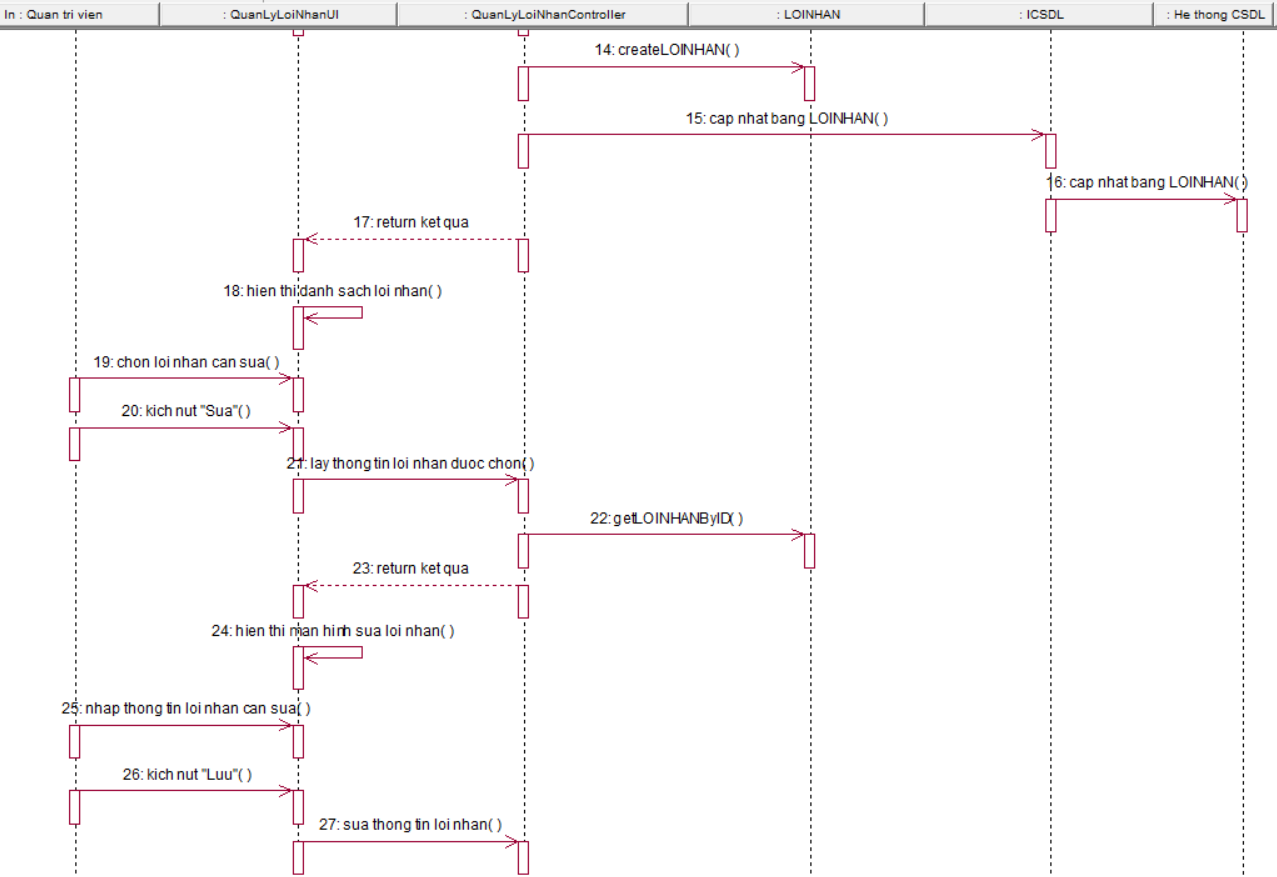 In : Quan tri vien
: QuanLyLoiNhanUI
: QuanLyLoiNhanController
: LOINHAN
: ICSDL
: He thong CSDL
14: createLOINHAN( )
15: cap nhat bang LOINHAN( )
16: cap nhat bang LOINHAN( )
17: return ket qua
18: hien thi danh sach loi nhan( )
19: chon loi nhan can sua( )
20: kich nut "Sua"( )
21: lay thong tin loi nhan duoc chon( )
22: getLOINHANByID( )
23: return ket qua
24: hien thi man hinh sua loi nhan( )
25: nhap thong tin loi nhan can sua( )
26: kich nut "Luu"( )
27: sua thong tin loi nhan( )